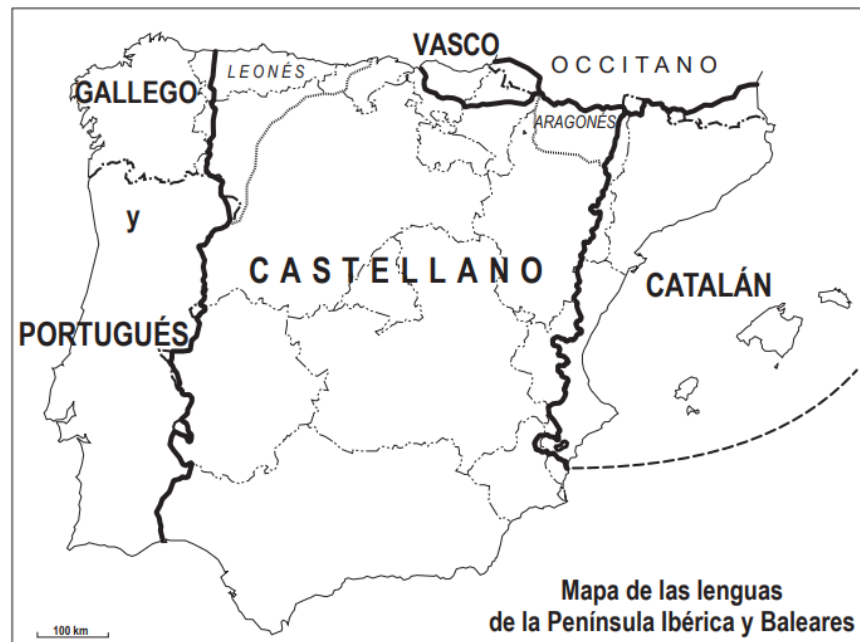 VASCO
OCCITANO
LEONÉS
GALLEGO
ARAGONÉS
y
CASTELLANO
CATALÁN
PORTUGUÉS
Mapa de las lenguas
de la Península Ibérica y Baleares
100 km